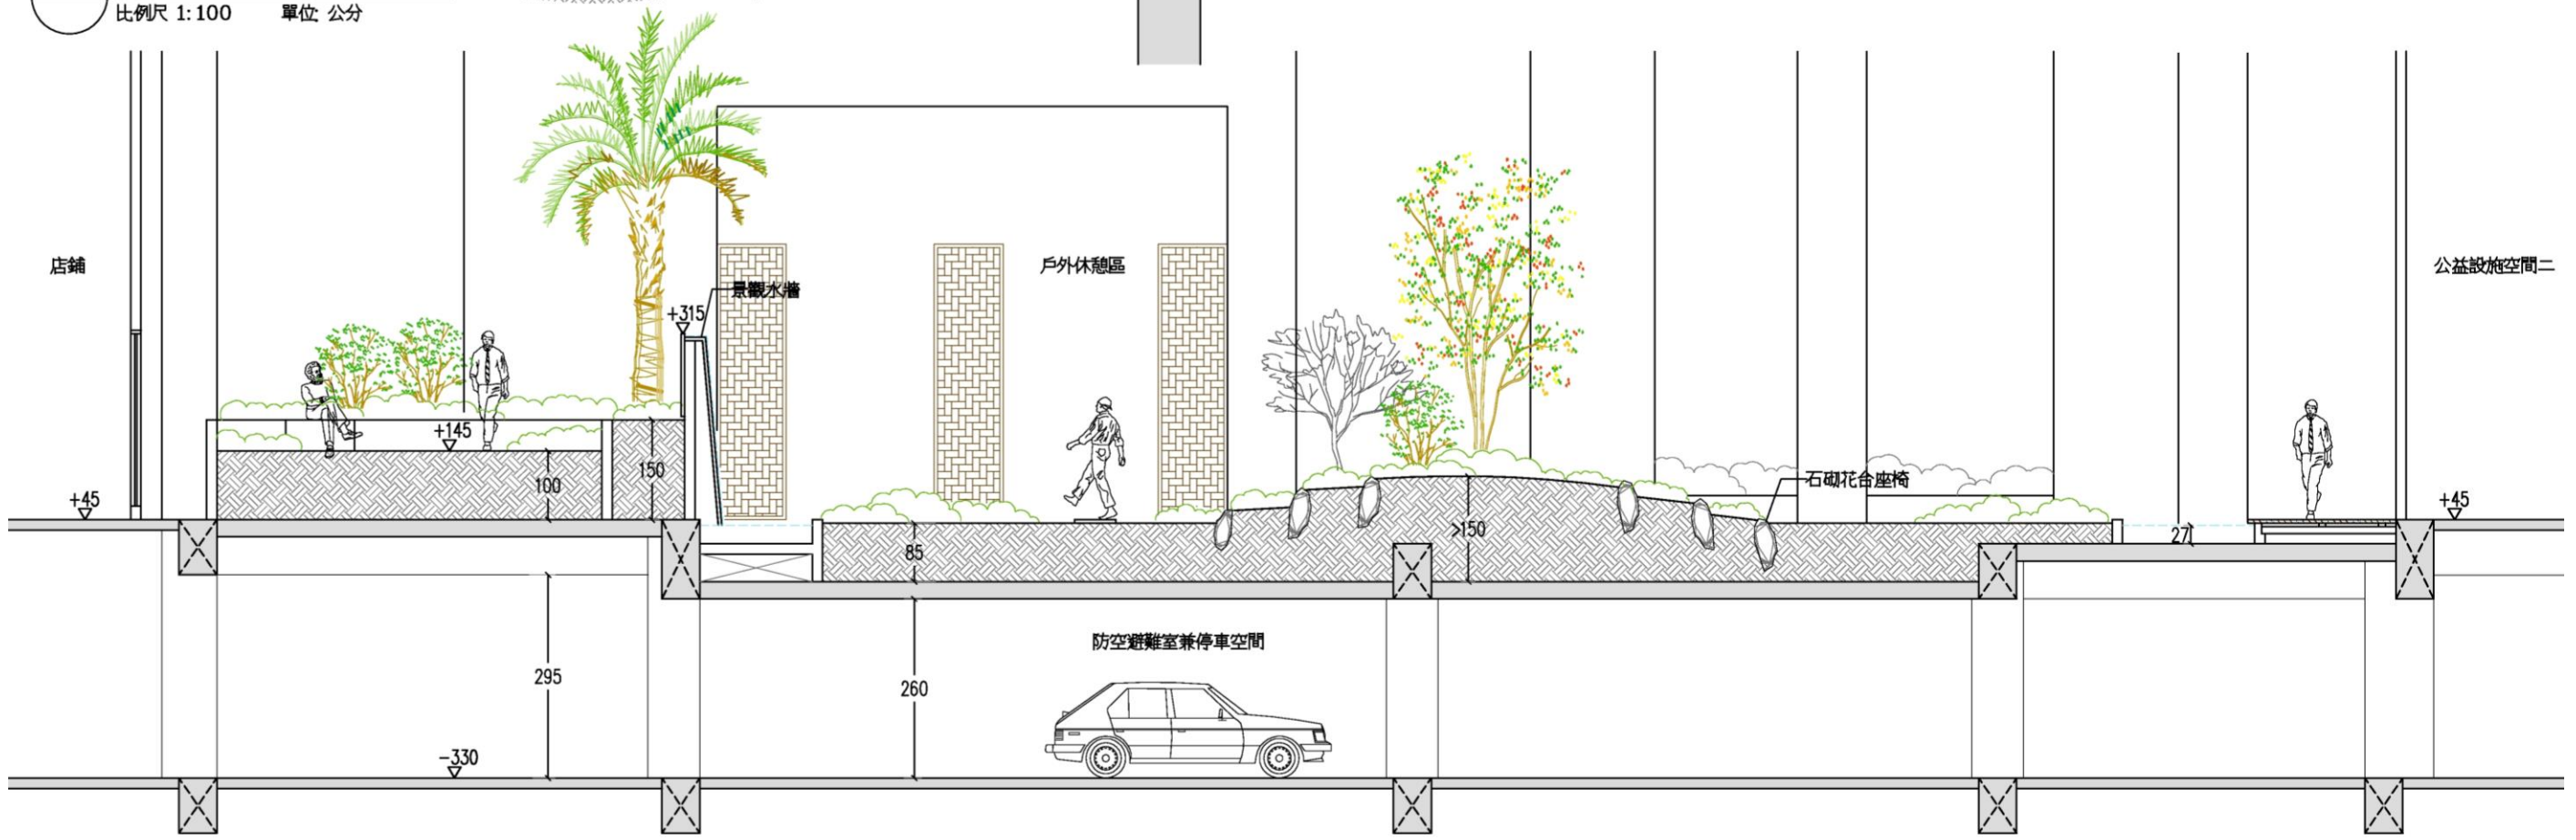 比例尺 1:100 單位 公分
店鋪
戶外休憩區
公益設施空間二
景觀水牆
+315
+145
150
100
石砌花台座椅
+45
+45
>150
27
85
防空避難室兼停車空間
295
260
-330